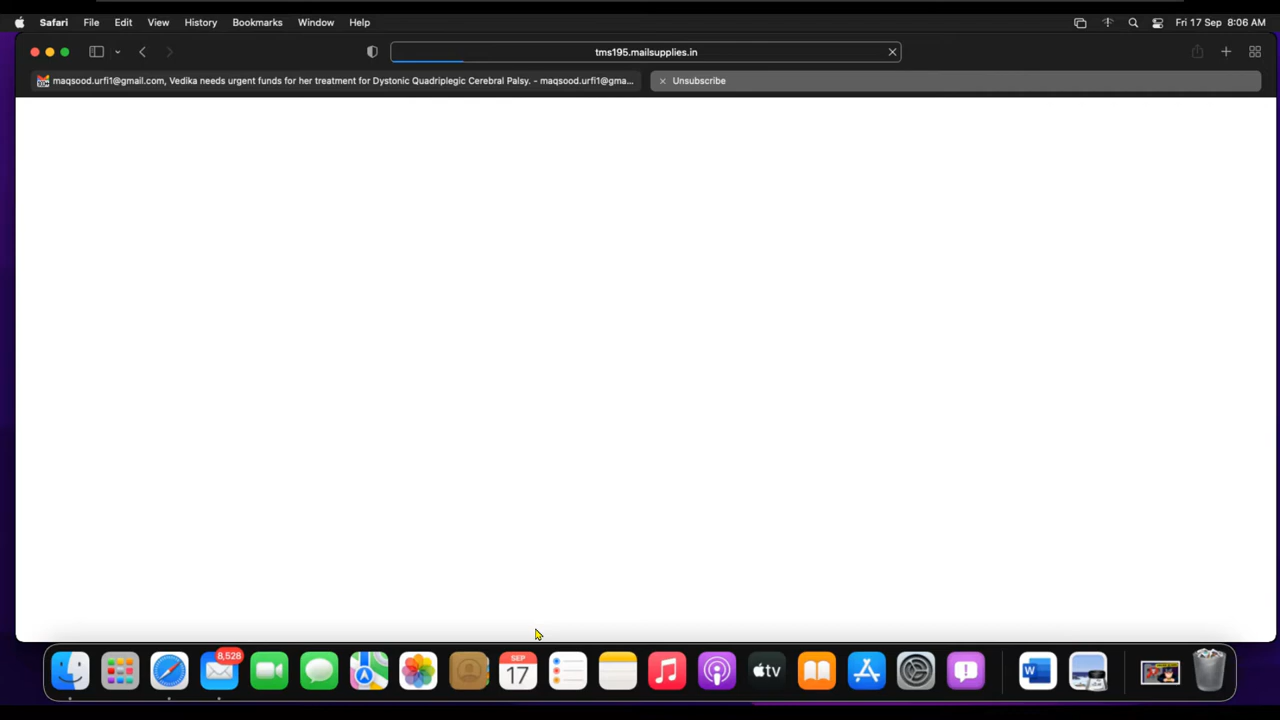 Safari File Edit View History Bookmarks Window Help Fri 17 Sep 8:06 AM
tms195.mailsupplies.in
maqsood.urfi1@gmail.com, Vedika needs urgent funds for her treatment for Dystonic Quadriplegic Cerebral Palsy. - maqsood.urfi1@gma...
Unsubscribe
8,528
SEP
17
tv
W